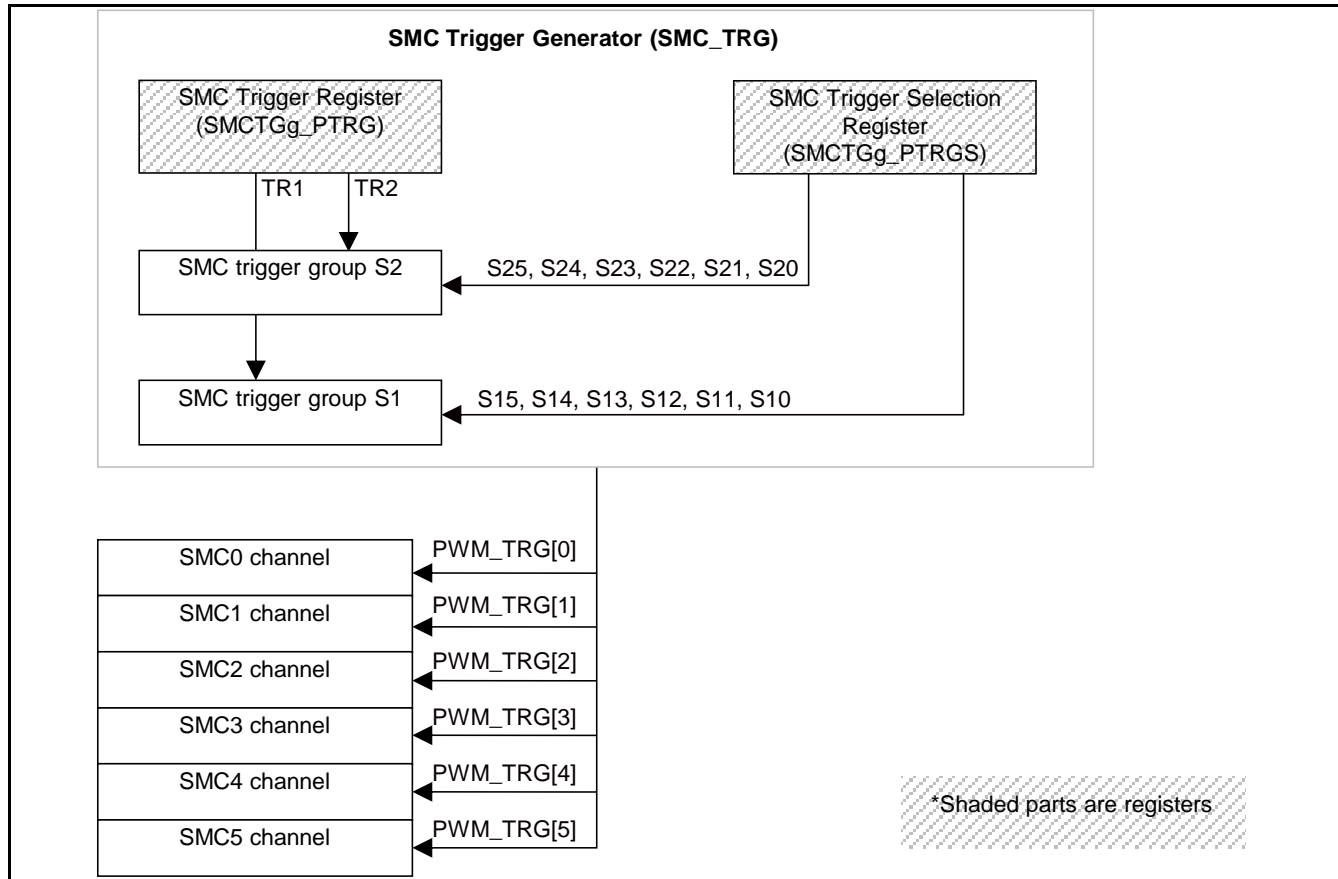 SMC Trigger Generator (SMC_TRG)
SMC Trigger Register
(SMCTGg_PTRG)
SMC Trigger Selection
Register
(SMCTGg_PTRGS)
TR1
TR2
SMC trigger group S2
S25, S24, S23, S22, S21, S20
SMC trigger group S1
S15, S14, S13, S12, S11, S10
SMC0 channel
PWM_TRG[0]
SMC1 channel
PWM_TRG[1]
SMC2 channel
PWM_TRG[2]
SMC3 channel
PWM_TRG[3]
SMC4 channel
PWM_TRG[4]
SMC5 channel
PWM_TRG[5]
*Shaded parts are registers